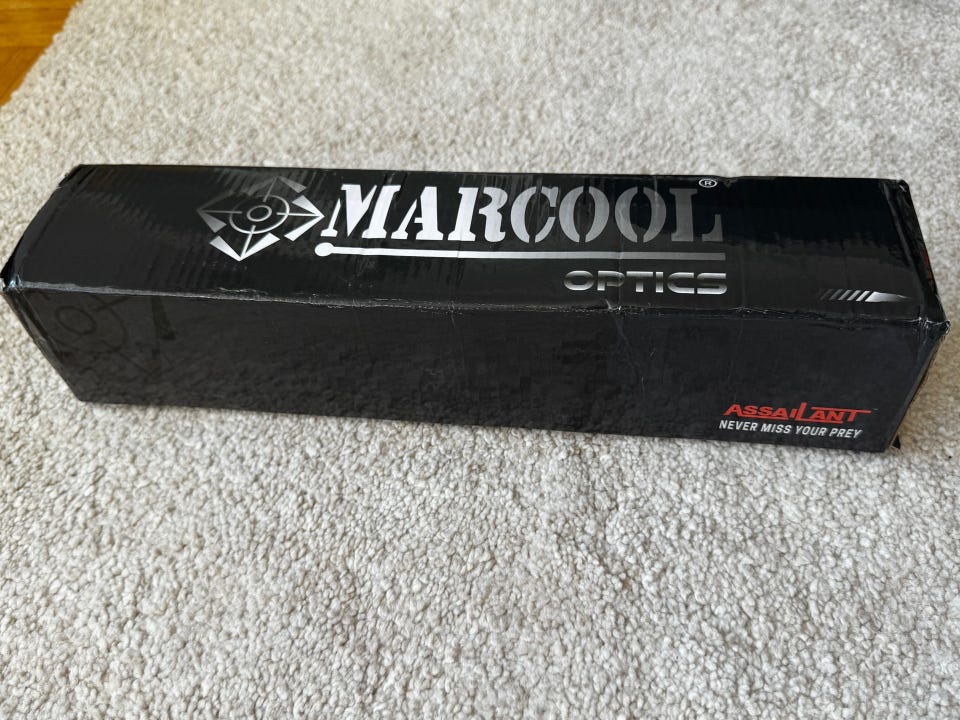 MARCOOL®
OPTICS
ASSAILANT
NEVER MISS YOUR PREY